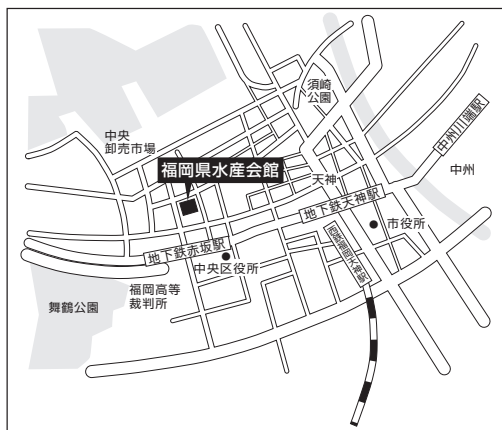 須崎
公園
中央
卸売市場
福岡県水産会館
中州川端駅
中州
天神
地下鉄天神駅
市役所
西鉄福岡天神駅
地下鉄赤坂駅
中央区役所
福岡高等
裁判所
舞鶴公園